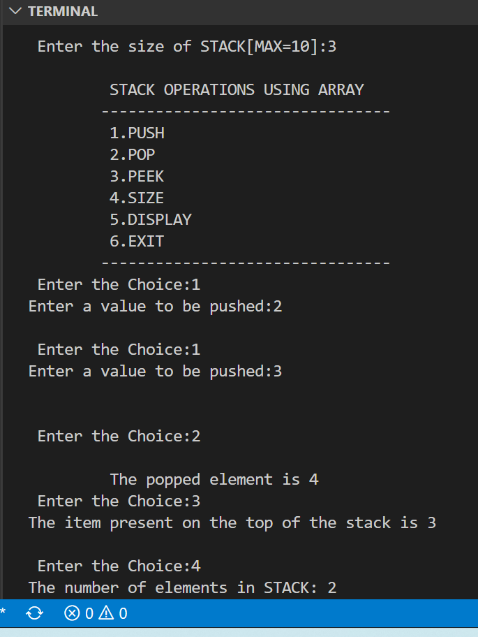 TERMINAL
Enter the size of STACK[MAX=10]:3
STACK OPERATIONS USING ARRAY
--------------------------------
1.PUSH
2.POP
3.PEEK
4.SIZE
5.DISPLAY
6.EXIT
--------------------------------
Enter the Choice:1
Enter a value to be pushed:2
Enter the Choice:1
Enter a value to be pushed:3
Enter the Choice:2
The popped element is 4
Enter the Choice:3
The item present on the top of the stack is 3
Enter the Choice:4
The number of elements in STACK: 2
* 0 0